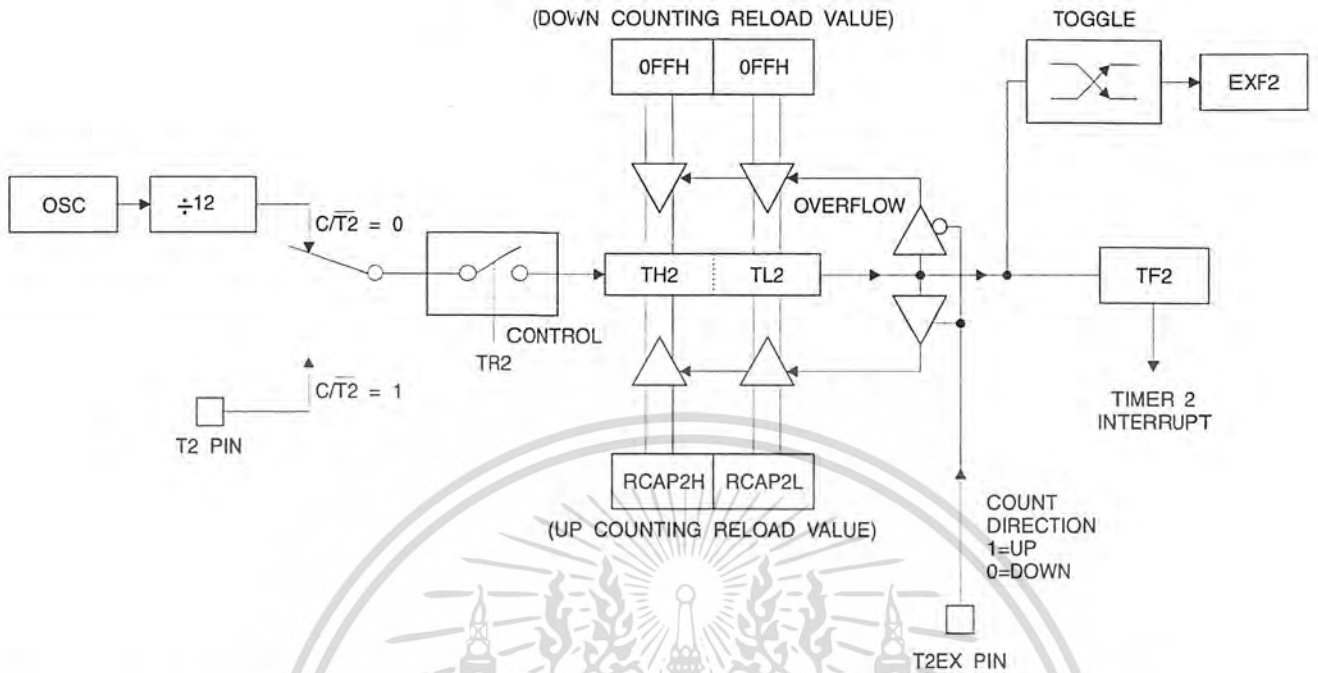 (DOWN COUNTING RELOAD VALUE)
TOGGLE
0FFH 0FFH
EXF2
OSC
÷12
C/T2̅ = 0
OVERFLOW
TH2 TL2
TF2
CONTROL
TR2
C/T2̅ = 1
T2 PIN
TIMER 2
INTERRUPT
RCAP2H RCAP2L
(UP COUNTING RELOAD VALUE)
COUNT
DIRECTION
1=UP
0=DOWN
T2EX PIN